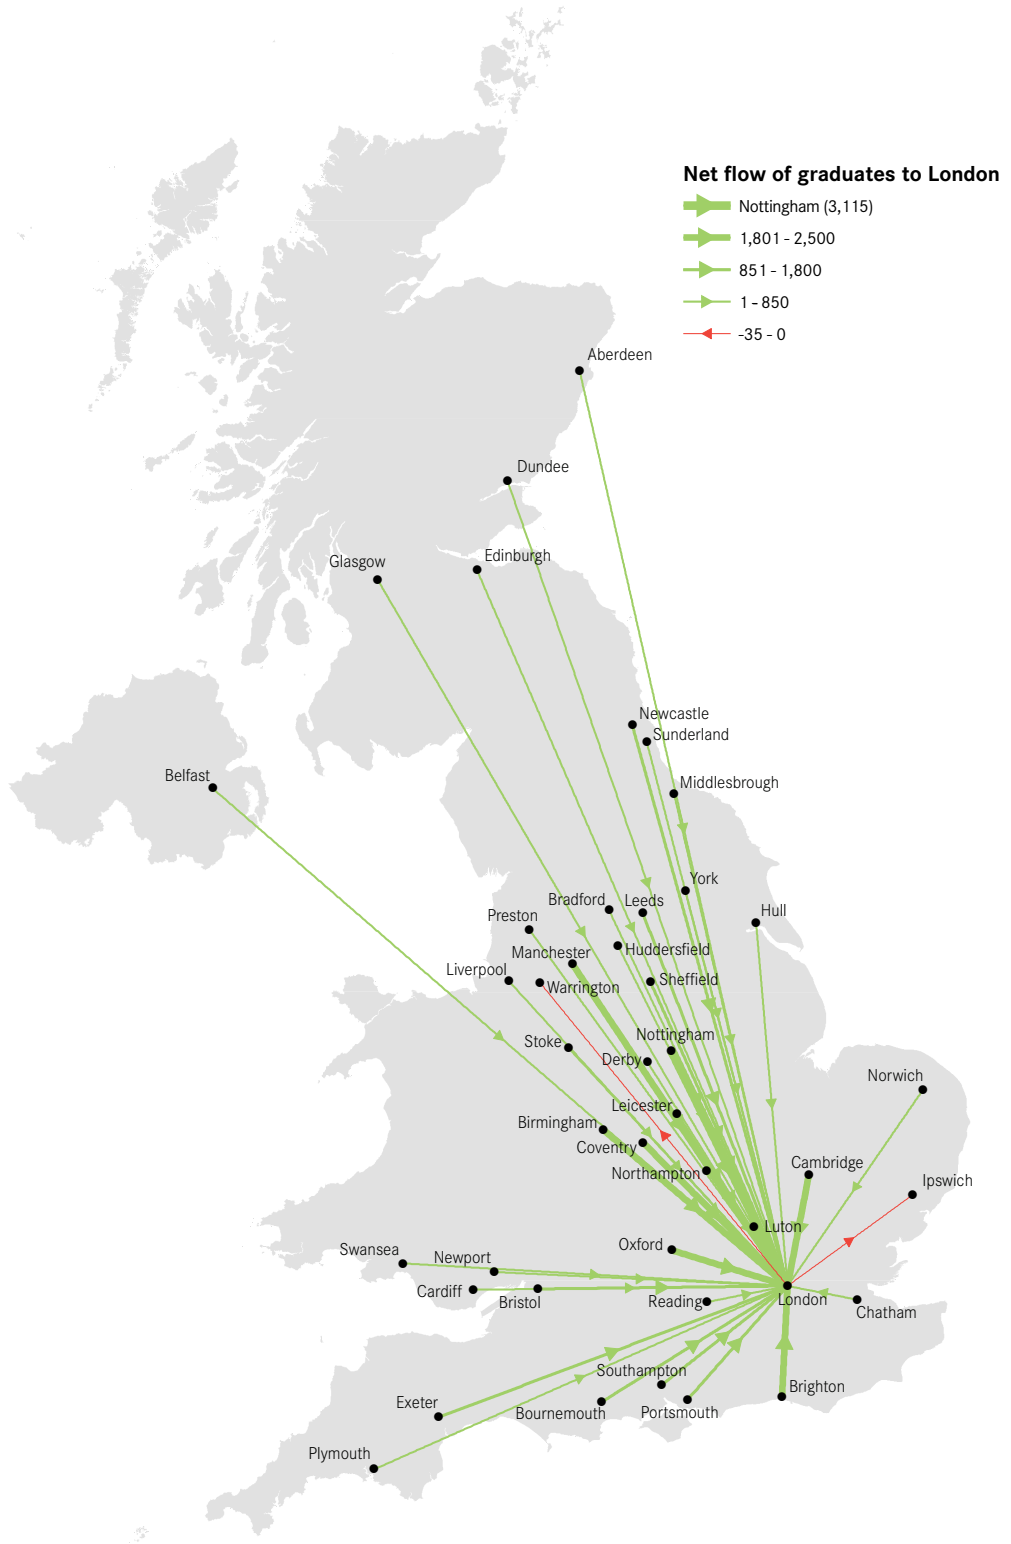 Net flow of graduates to London
Nottingham (3,115)
1,801 - 2,500
851 - 1,800
1 - 850
-35 - 0
Aberdeen
Dundee
Edinburgh
Glasgow
Newcastle
Sunderland
Belfast
Middlesbrough
York
Bradford
Leeds
Hull
Preston
Huddersfield
Manchester
Liverpool
Sheffield
Warrington
Nottingham
Stoke
Derby
Norwich
Leicester
Birmingham
Coventry
Cambridge
Northampton
Ipswich
Luton
Oxford
Swansea
Newport
Cardiff
Bristol
Reading
London
Chatham
Southampton
Brighton
Exeter
Bournemouth
Portsmouth
Plymouth